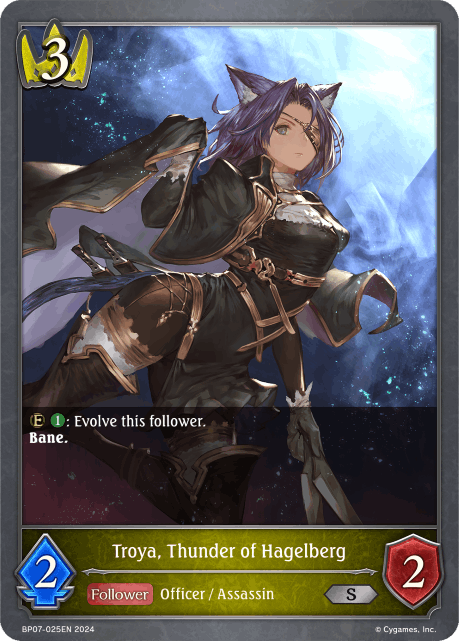 3
E 1: Evolve this follower.
Bane.
Troya, Thunder of Hagelberg
2
Follower Officer / Assassin S
2
BP07-025EN 2024 © Cygames, Inc.